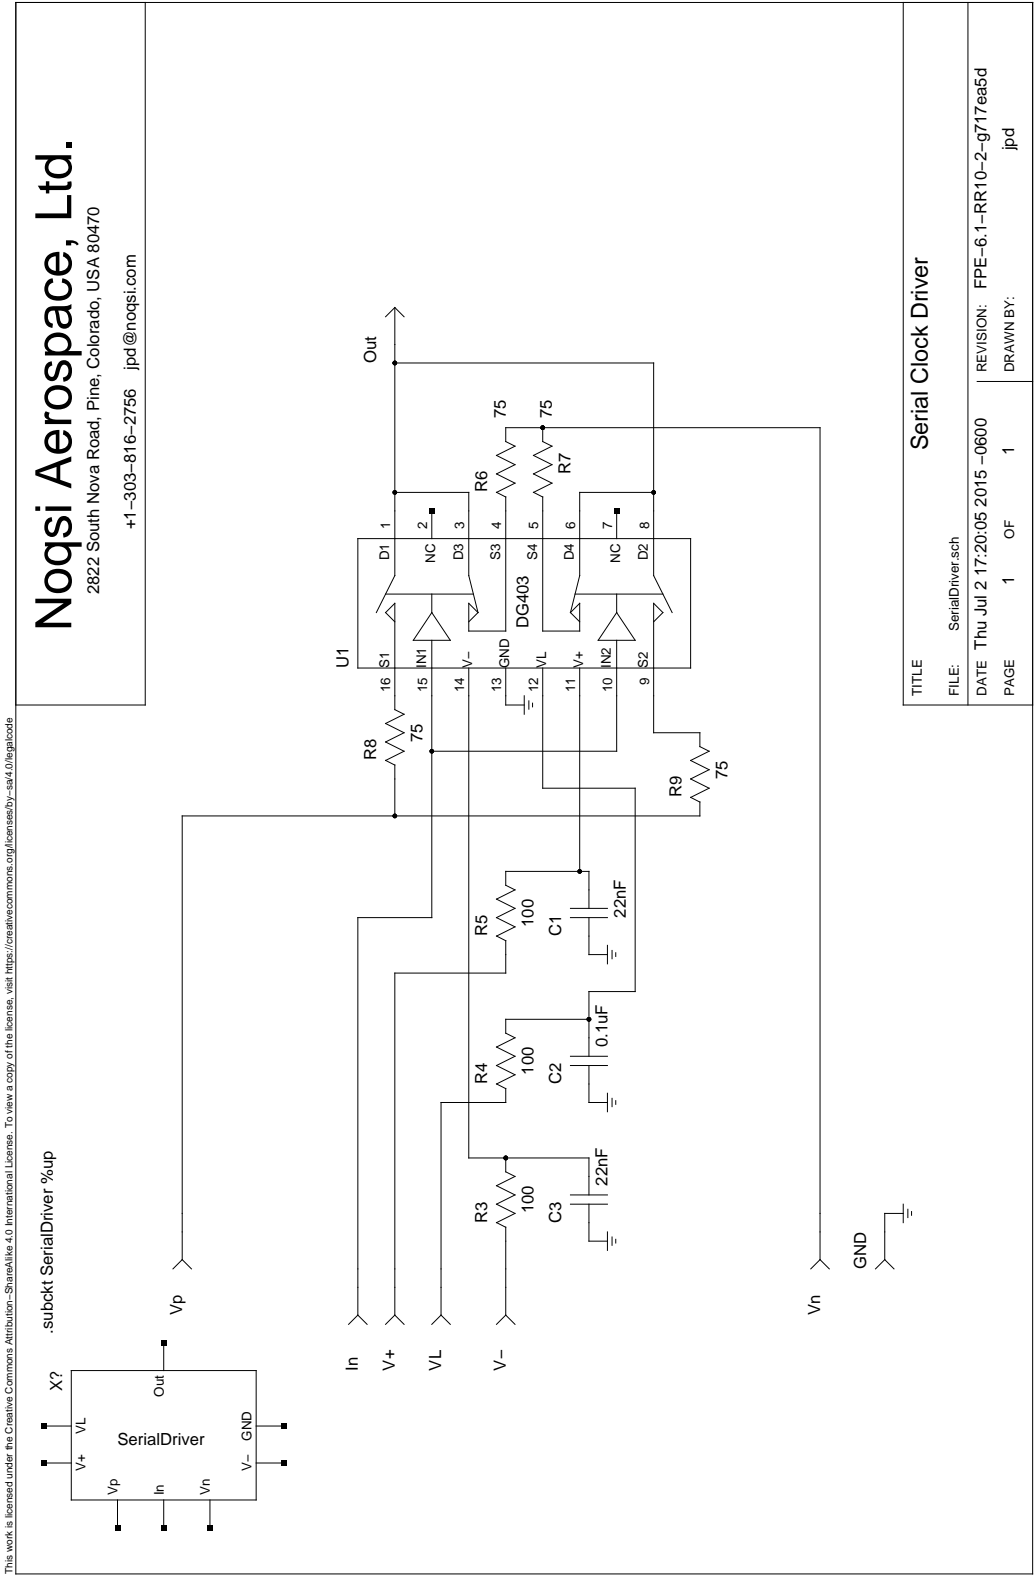 This work is licensed under the Creative Commons Attribution−ShareAlike 4.0 International License. To view a copy of the license, visit https://creativecommons.org/licenses/by−sa/4.0/legalcode
Noqsi Aerospace, Ltd.
2822 South Nova Road, Pine, Colorado, USA 80470
+1−303−816−2756 jpd@noqsi.com
.subckt SerialDriver %up
X?
V+
VL
Vp
In
Vn
Out
SerialDriver
V−
GND
Vp
In
V+
VL
V−
Vn
GND
R3
100
C3
22nF
R4
100
C2
0.1uF
R5
100
C1
22nF
R8
75
R9
75
U1
DG403
16 S1
15 IN1
14 V−
13 GND
12 VL
11 V+
10 IN2
9 S2
D1 1
NC 2
D3 3
S3 4
S4 5
D4 6
NC 7
D2 8
R6
75
R7
75
Out
TITLE
Serial Clock Driver
FILE: SerialDriver.sch
REVISION: FPE−6.1−RR10−2−g717ea5d
DATE Thu Jul 2 17:20:05 2015 −0600
PAGE 1 OF 1
DRAWN BY: jpd